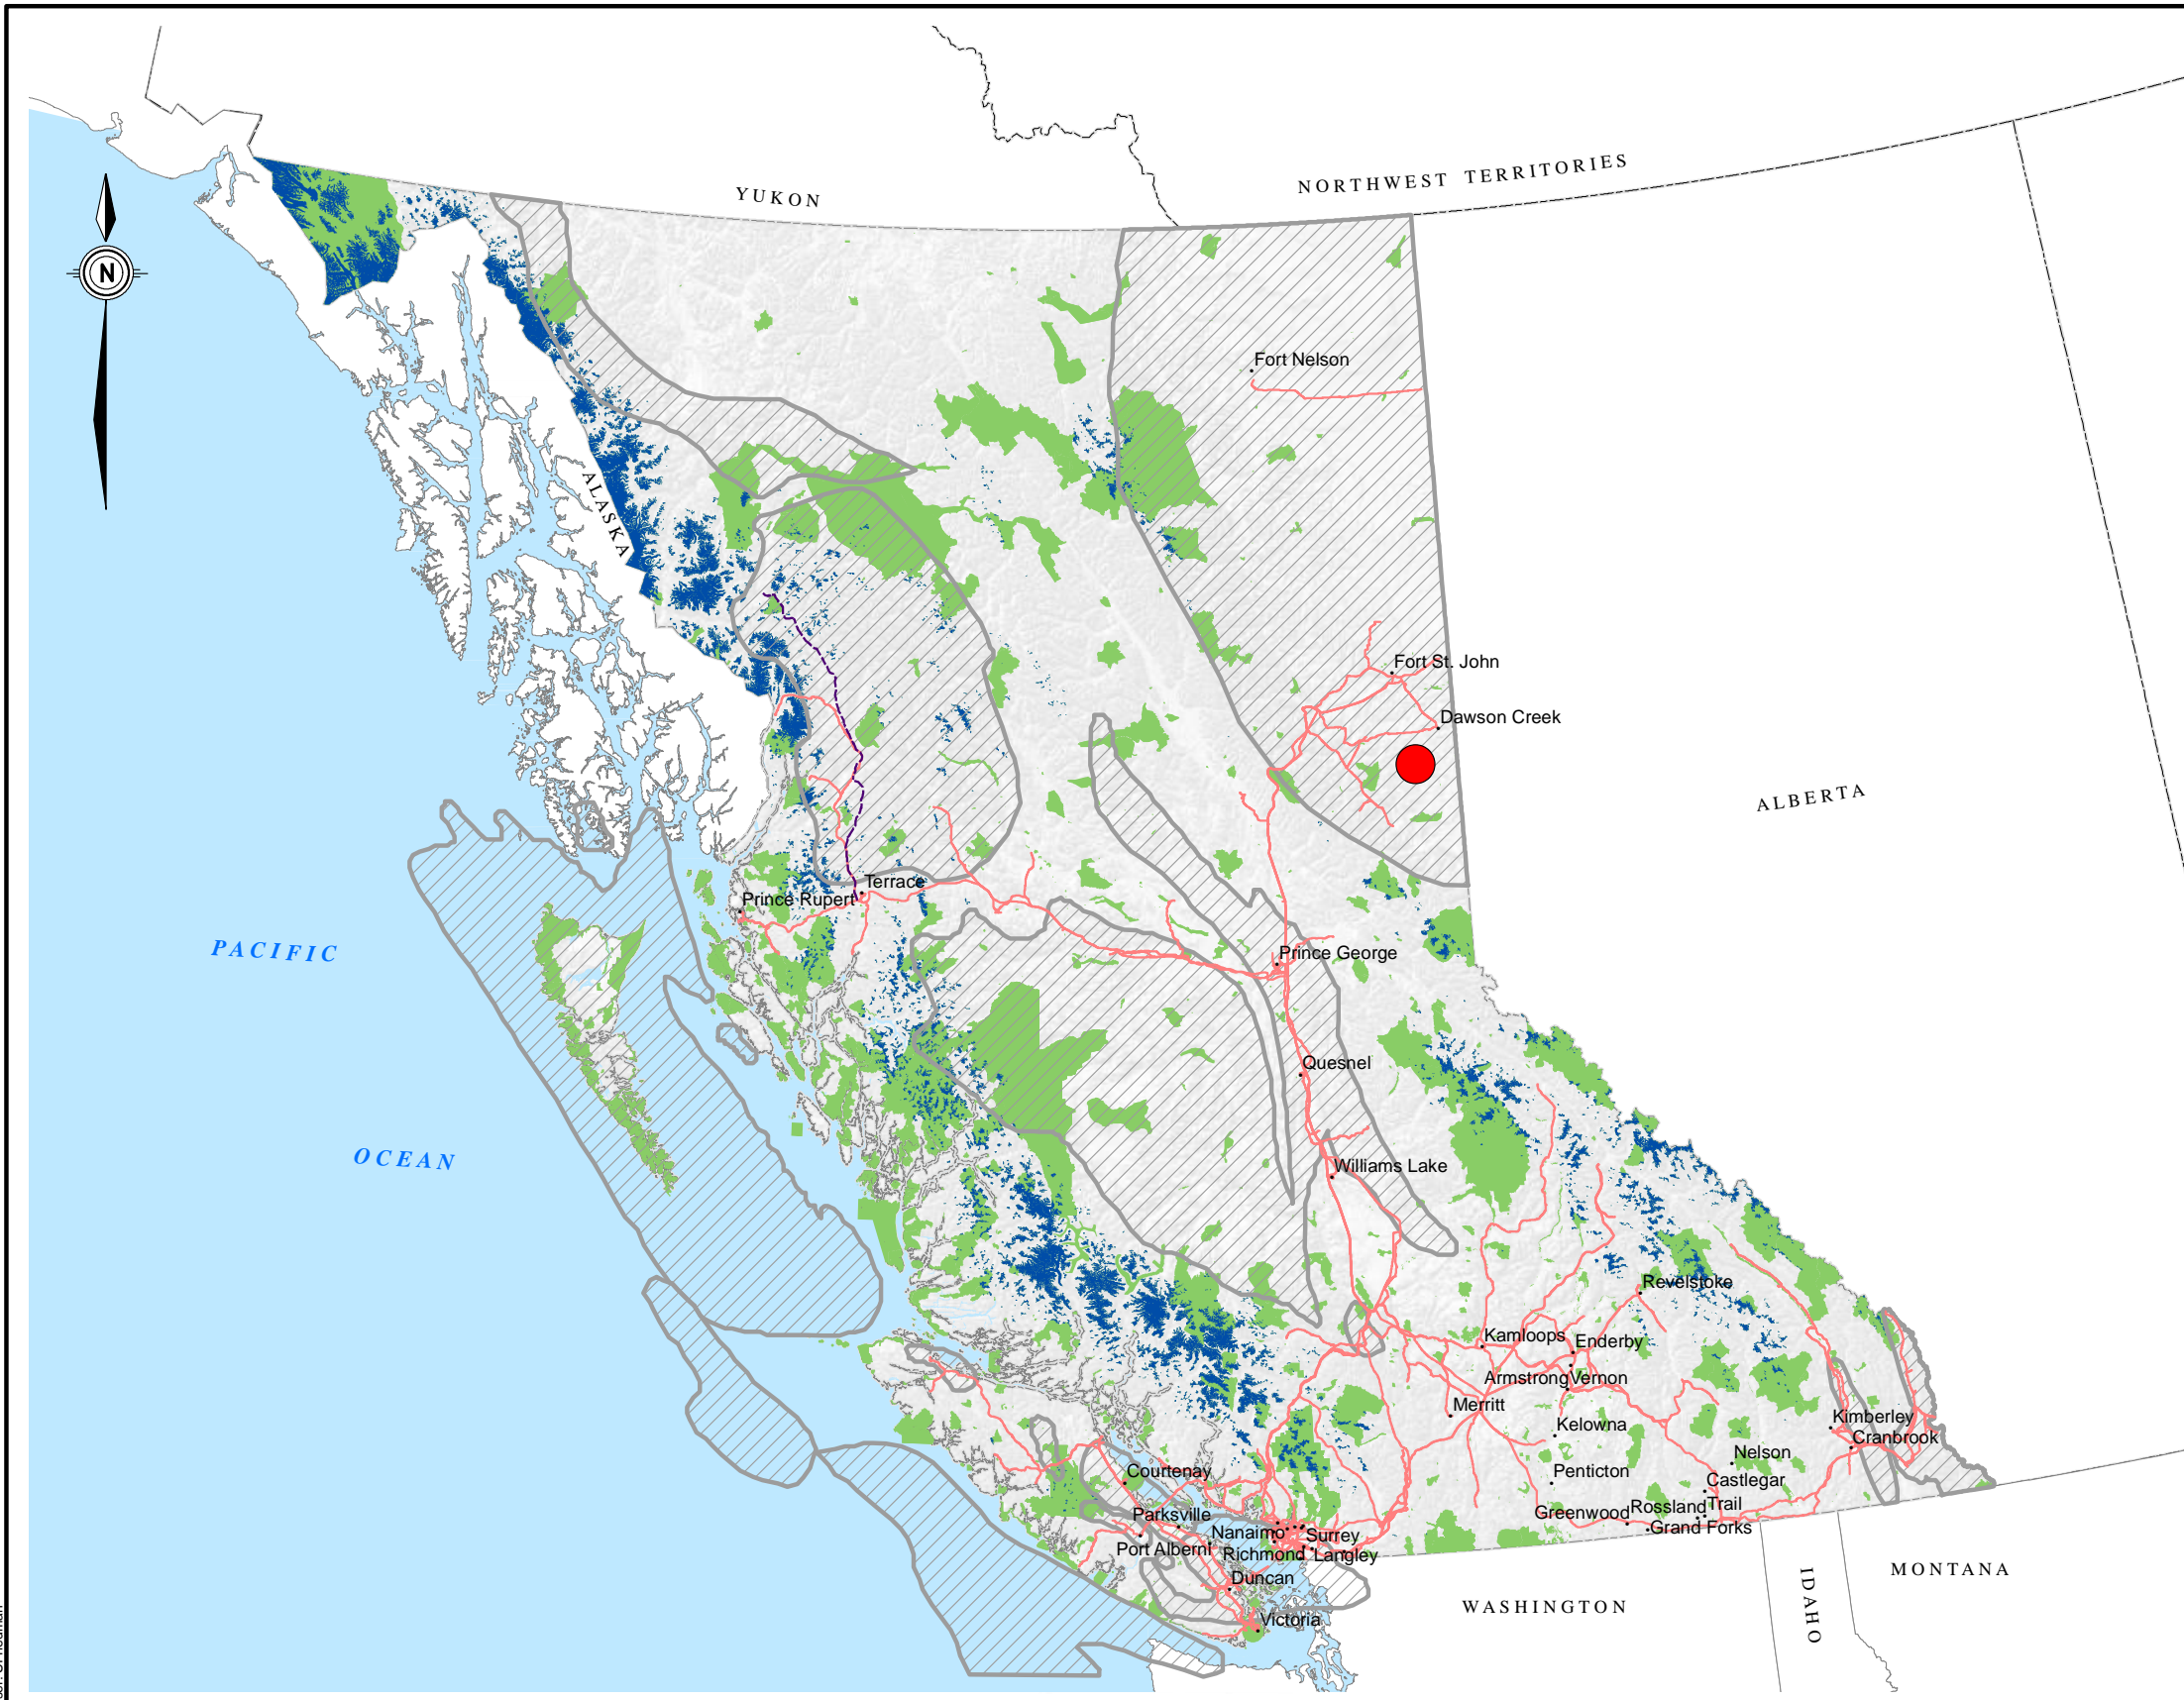 YUKON
NORTHWEST TERRITORIES
N
Fort Nelson
ALASKA
Fort St. John
Dawson Creek
ALBERTA
Terrace
Prince Rupert
PACIFIC
Prince George
Quesnel
OCEAN
Williams Lake
Revelstoke
Kamloops
Enderby
Armstrong
Vernon
Merritt
Kimberley
Kelowna
Cranbrook
Nelson
Courtenay
Penticton
Castlegar
Parksville
Greenwood
Rossland
Trail
Nanaimo
Surrey
Grand Forks
Port Alberni
Richmond
Langley
Duncan
MONTANA
IDAHO
WASHINGTON
Victoria